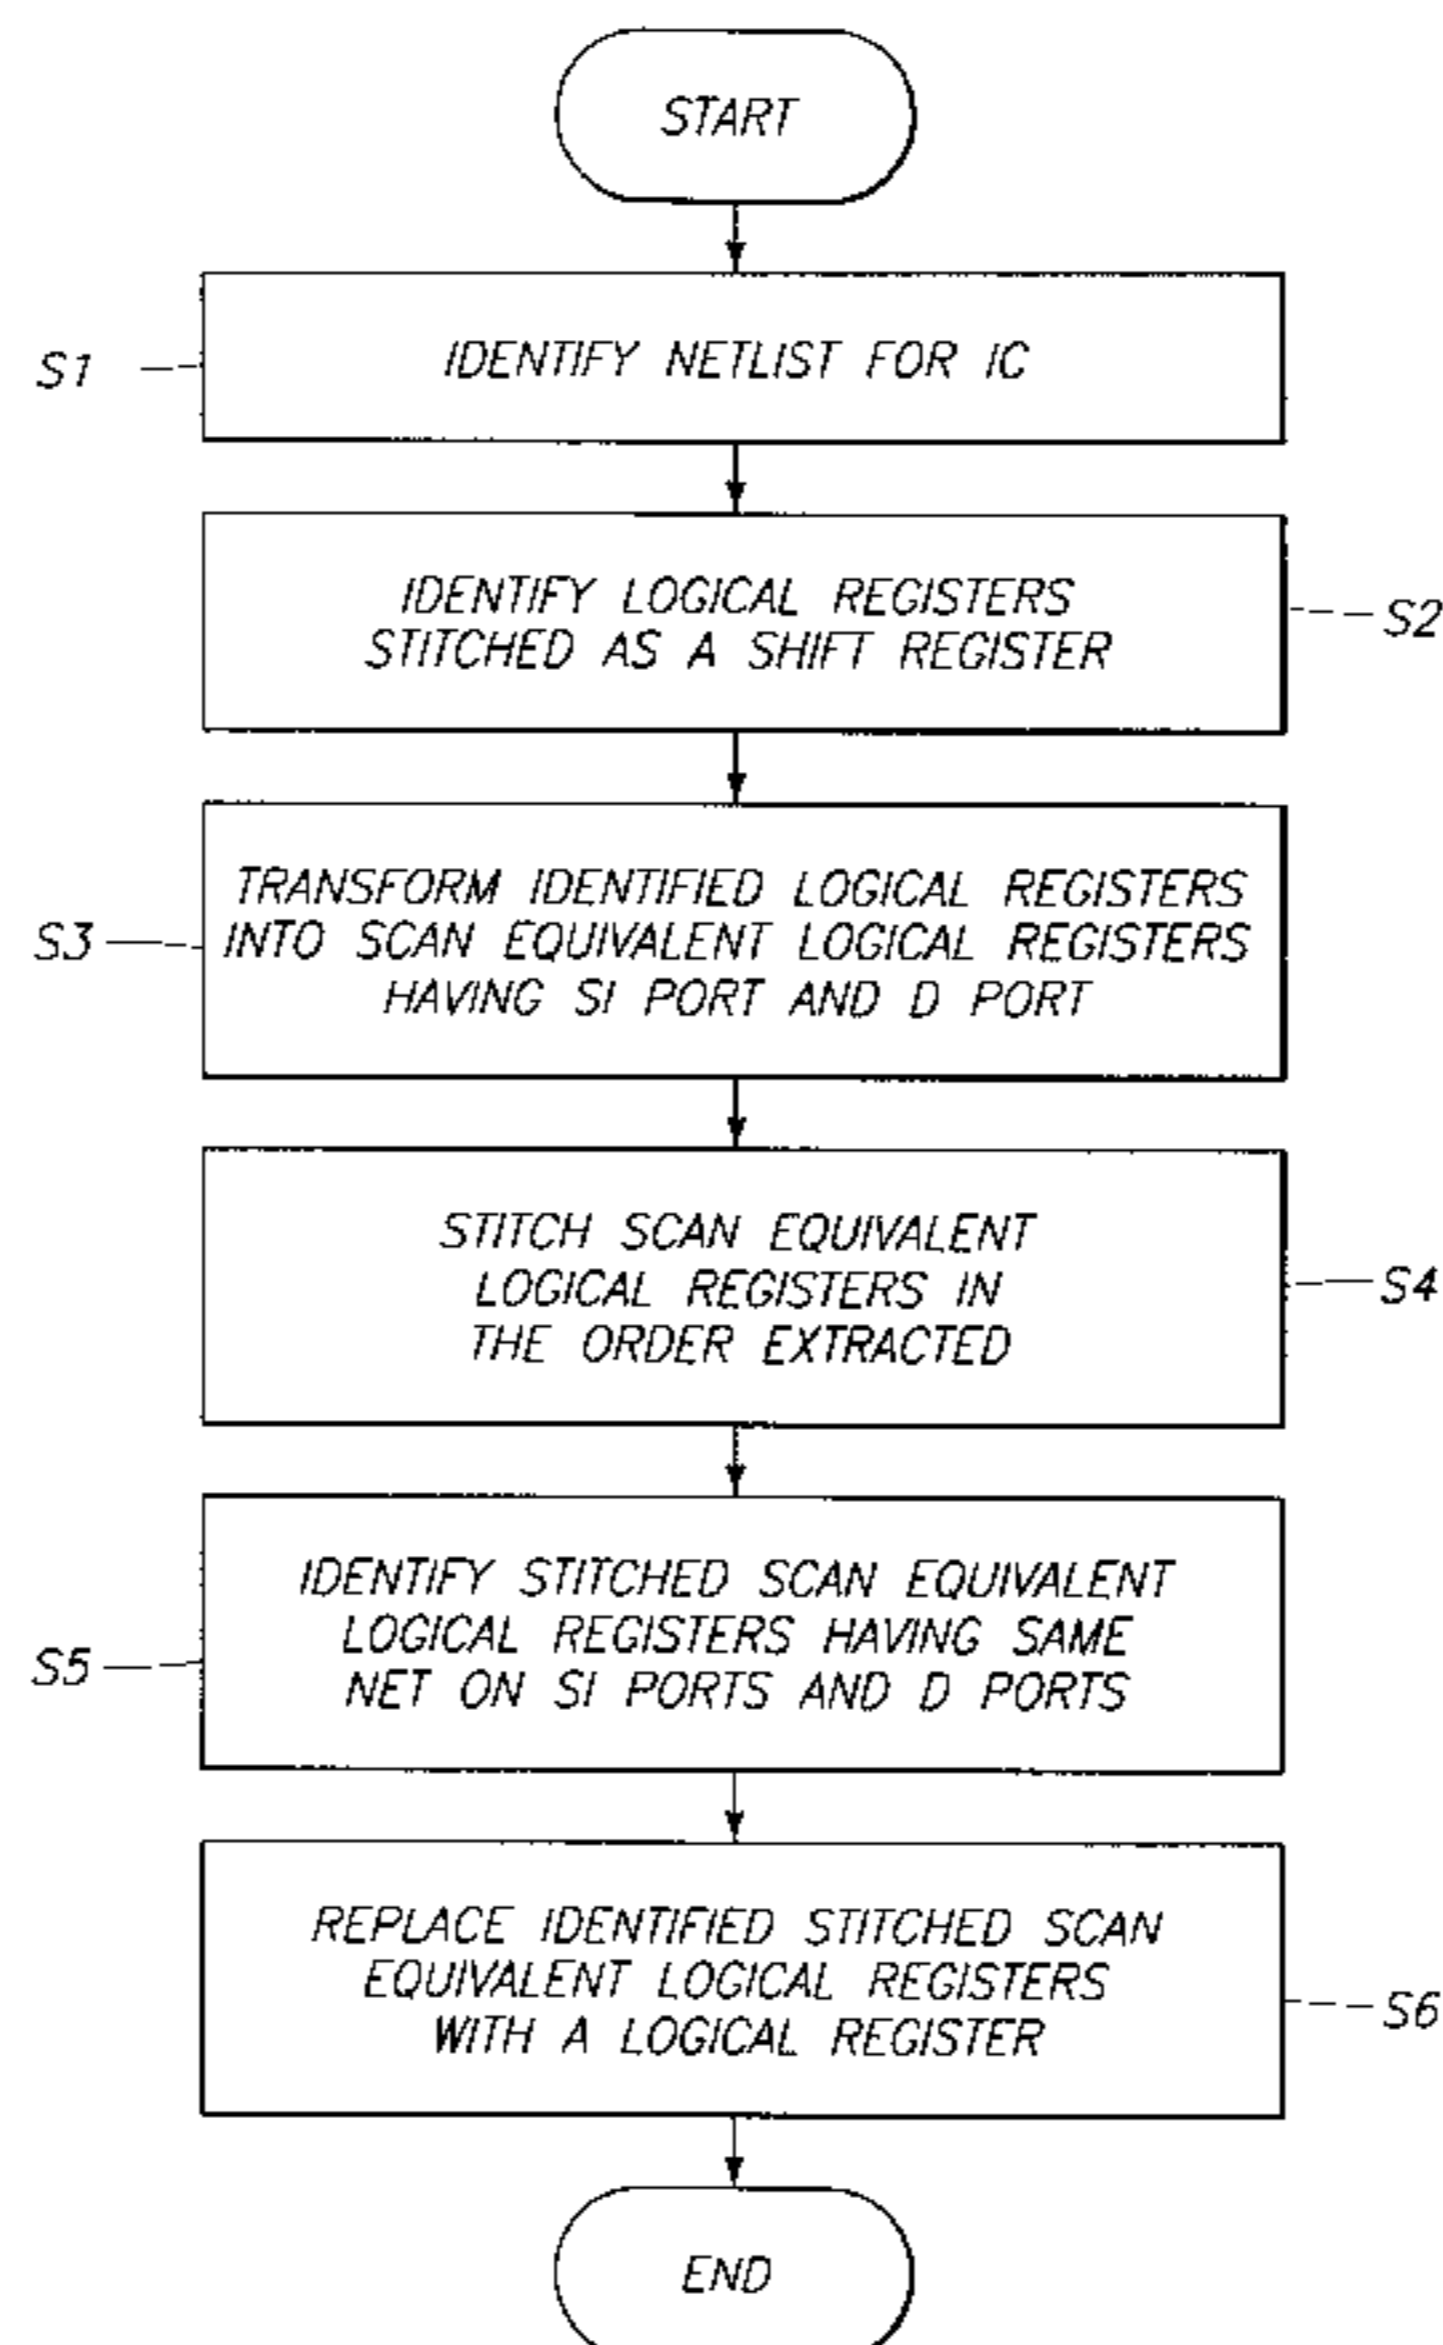 START
S1
IDENTIFY NETLIST FOR IC
IDENTIFY LOGICAL REGISTERS
STITCHED AS A SHIFT REGISTER
S2
TRANSFORM IDENTIFIED LOGICAL REGISTERS
INTO SCAN EQUIVALENT LOGICAL REGISTERS
HAVING SI PORT AND D PORT
S3
STITCH SCAN EQUIVALENT
LOGICAL REGISTERS IN
THE ORDER EXTRACTED
S4
IDENTIFY STITCHED SCAN EQUIVALENT
LOGICAL REGISTERS HAVING SAME
NET ON SI PORTS AND D PORTS
S5
REPLACE IDENTIFIED STITCHED SCAN
EQUIVALENT LOGICAL REGISTERS
WITH A LOGICAL REGISTER
S6
END